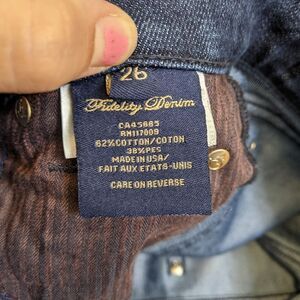 26
Fidelity Denim
CA45665
RN117009
62%COTTON/COTON
38%PES
MADE IN USA/
FAIT AUX ETATS-UNIS
CARE ON REVERSE